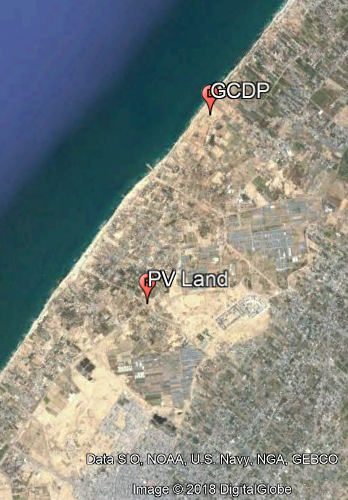 GCDP
PV Land
Data SIO, NOAA, U.S. Navy, NGA, GEBCO
Image © 2018 DigitalGlobe